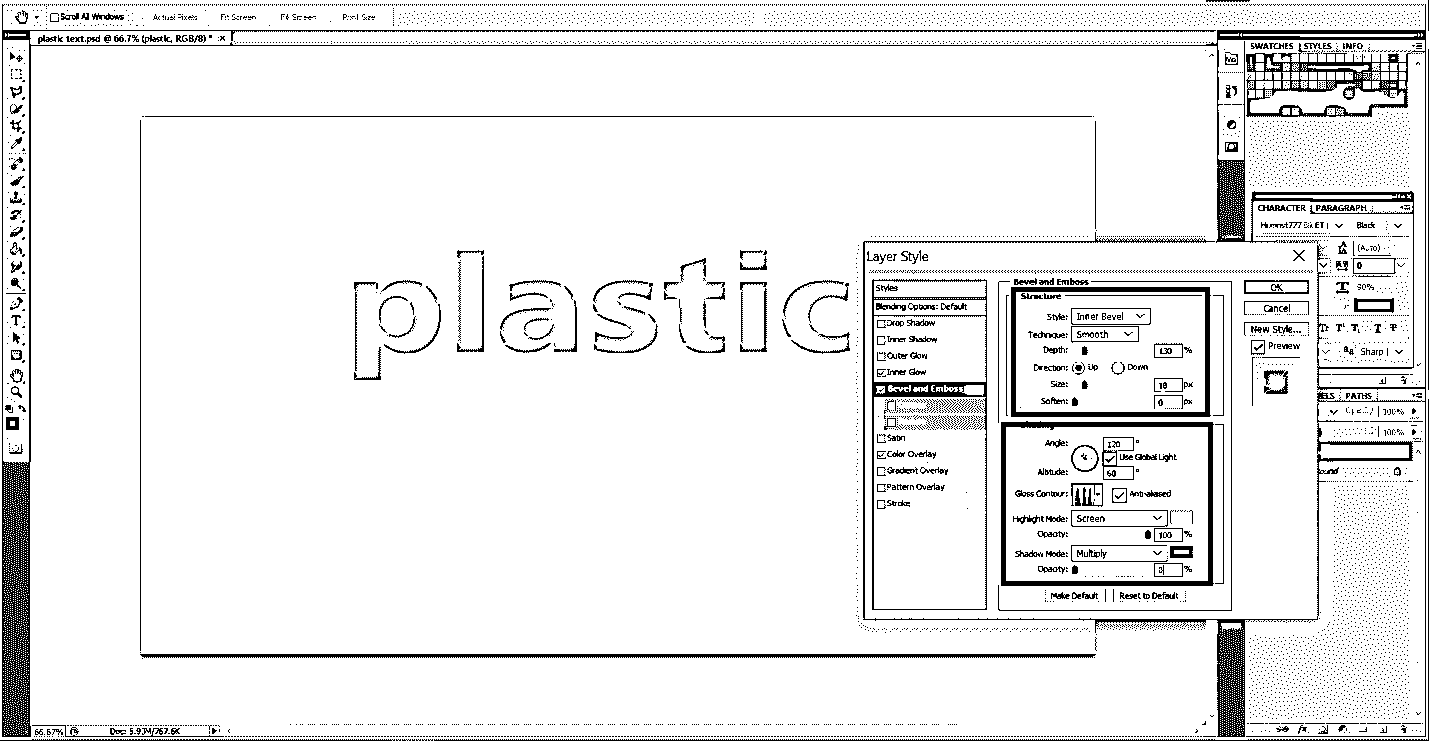 Scroll All Windows Actual Pixels Fit Screen Fill Screen Print Size
plastic text.psd @ 66.7% (plastic, RGB/8) * ×
SWATCHES STYLES INFO
plastic
CHARACTER PARAGRAPH
Black
(Auto)
0
90%
Sharp
PATHS
100%
100%
Layer Style
Styles
Blending Options: Default
Drop Shadow
Inner Shadow
Outer Glow
Inner Glow
Bevel and Emboss
Satin
Color Overlay
Gradient Overlay
Pattern Overlay
Stroke
Bevel and Emboss
Structure
Style: Inner Bevel
Technique: Smooth
Depth: 130 %
Direction: Up Down
Size: 18 px
Soften: 0 px
Shading
Angle: 120 °
Use Global Light
Altitude: 60 °
Gloss Contour: Anti-aliased
Highlight Mode: Screen
Opacity: 100 %
Shadow Mode: Multiply
Opacity: 0 %
Make Default Reset to Default
OK
Cancel
New Style...
Preview
66.67% Doc: 5.93M/767.6K